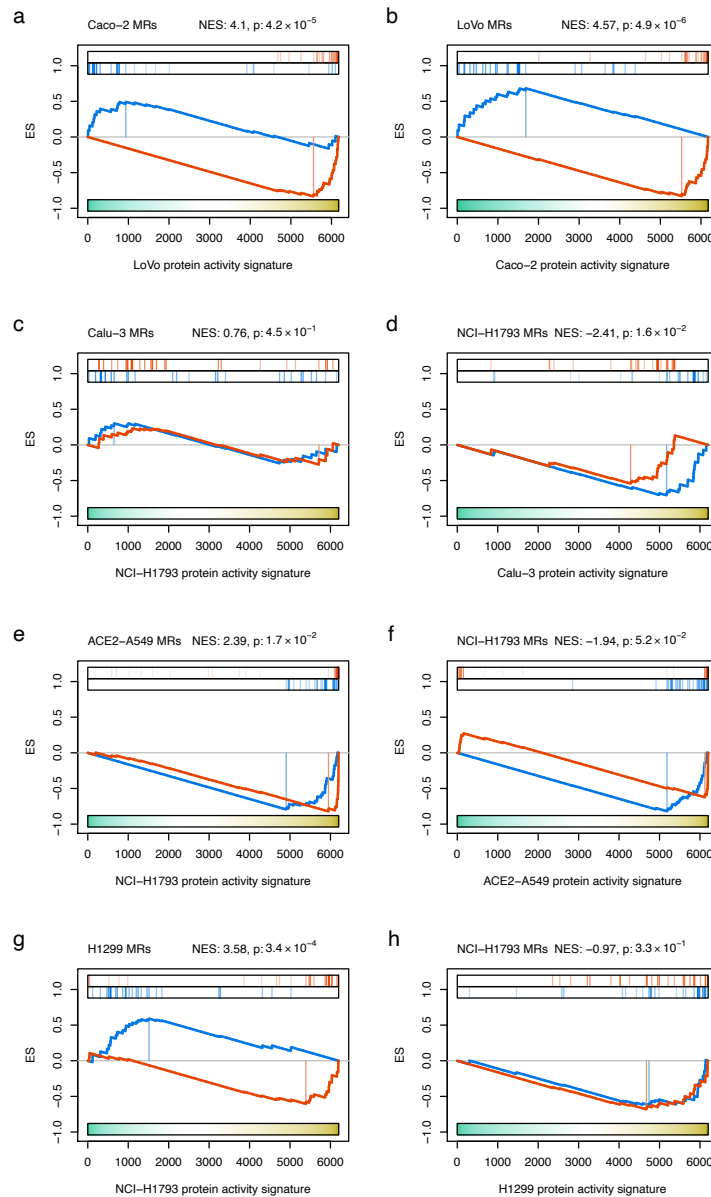 a
Caco−2 MRs NES: 4.1, p: 4.2 × 10⁻⁵
ES
1.0
0.5
0.0
−0.5
−1.0
0 1000 2000 3000 4000 5000 6000
LoVo protein activity signature
b
LoVo MRs NES: 4.57, p: 4.9 × 10⁻⁶
ES
1.0
0.5
0.0
−0.5
−1.0
0 1000 2000 3000 4000 5000 6000
Caco−2 protein activity signature
c
Calu−3 MRs NES: 0.76, p: 4.5 × 10⁻¹
ES
1.0
0.5
0.0
−0.5
−1.0
0 1000 2000 3000 4000 5000 6000
NCI−H1793 protein activity signature
d
NCI−H1793 MRs NES: −2.41, p: 1.6 × 10⁻²
ES
1.0
0.5
0.0
−0.5
−1.0
0 1000 2000 3000 4000 5000 6000
Calu−3 protein activity signature
e
ACE2−A549 MRs NES: 2.39, p: 1.7 × 10⁻²
ES
1.0
0.5
0.0
−0.5
−1.0
0 1000 2000 3000 4000 5000 6000
NCI−H1793 protein activity signature
f
NCI−H1793 MRs NES: −1.94, p: 5.2 × 10⁻²
ES
1.0
0.5
0.0
−0.5
−1.0
0 1000 2000 3000 4000 5000 6000
ACE2−A549 protein activity signature
g
H1299 MRs NES: 3.58, p: 3.4 × 10⁻⁴
ES
1.0
0.5
0.0
−0.5
−1.0
0 1000 2000 3000 4000 5000 6000
NCI−H1793 protein activity signature
h
NCI−H1793 MRs NES: −0.97, p: 3.3 × 10⁻¹
ES
1.0
0.5
0.0
−0.5
−1.0
0 1000 2000 3000 4000 5000 6000
H1299 protein activity signature